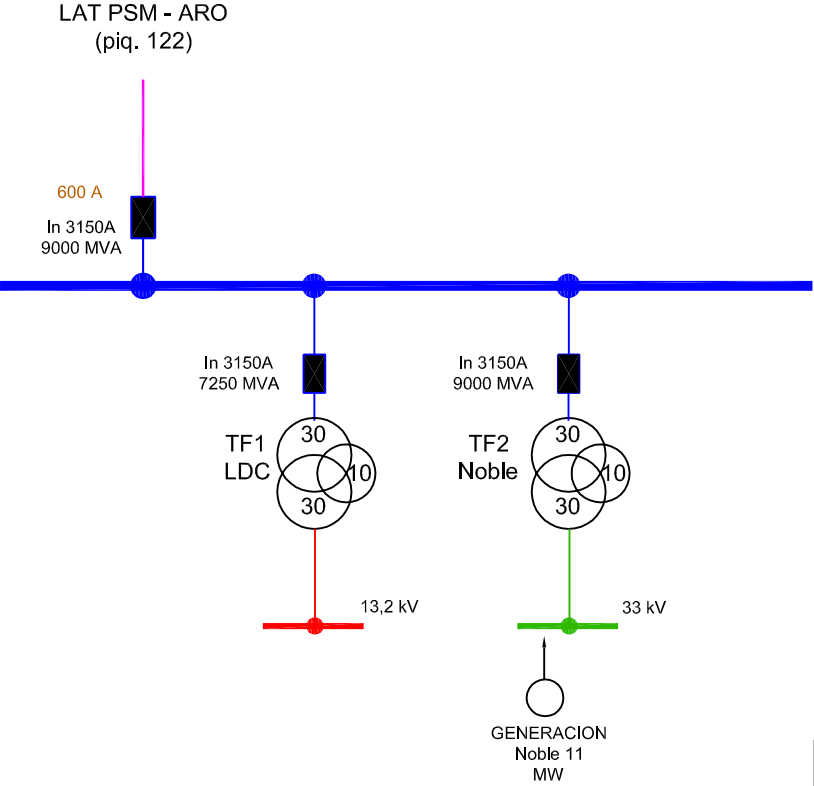 LAT PSM - ARO
(piq. 122)
600 A
In 3150A
9000 MVA
In 3150A
7250 MVA
In 3150A
9000 MVA
TF1
LDC
30
10
30
TF2
Noble
30
10
30
13,2 kV
33 kV
GENERACION
Noble 11
MW